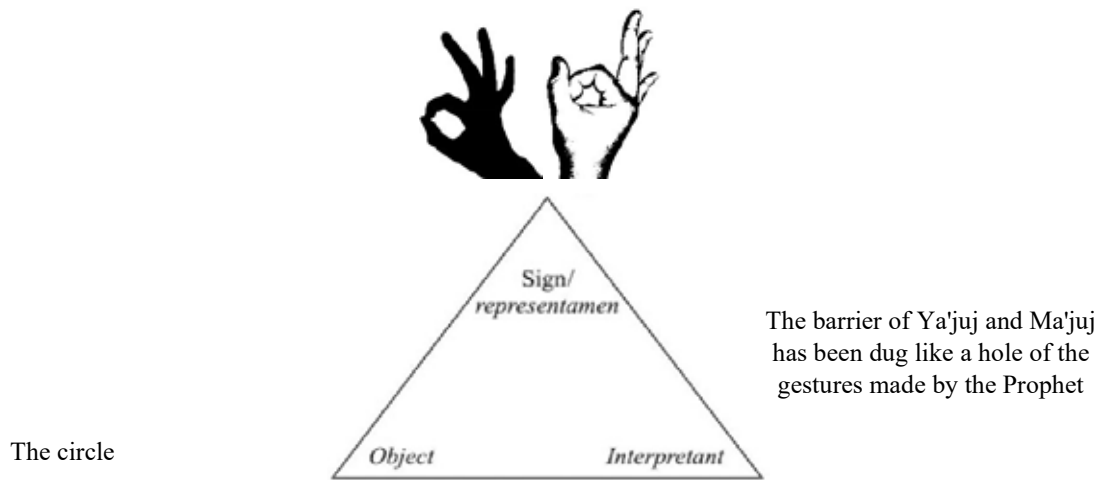 Sign/
representamen
The barrier of Ya'juj and Ma'juj
has been dug like a hole of the
gestures made by the Prophet
The circle
Object
Interpretant